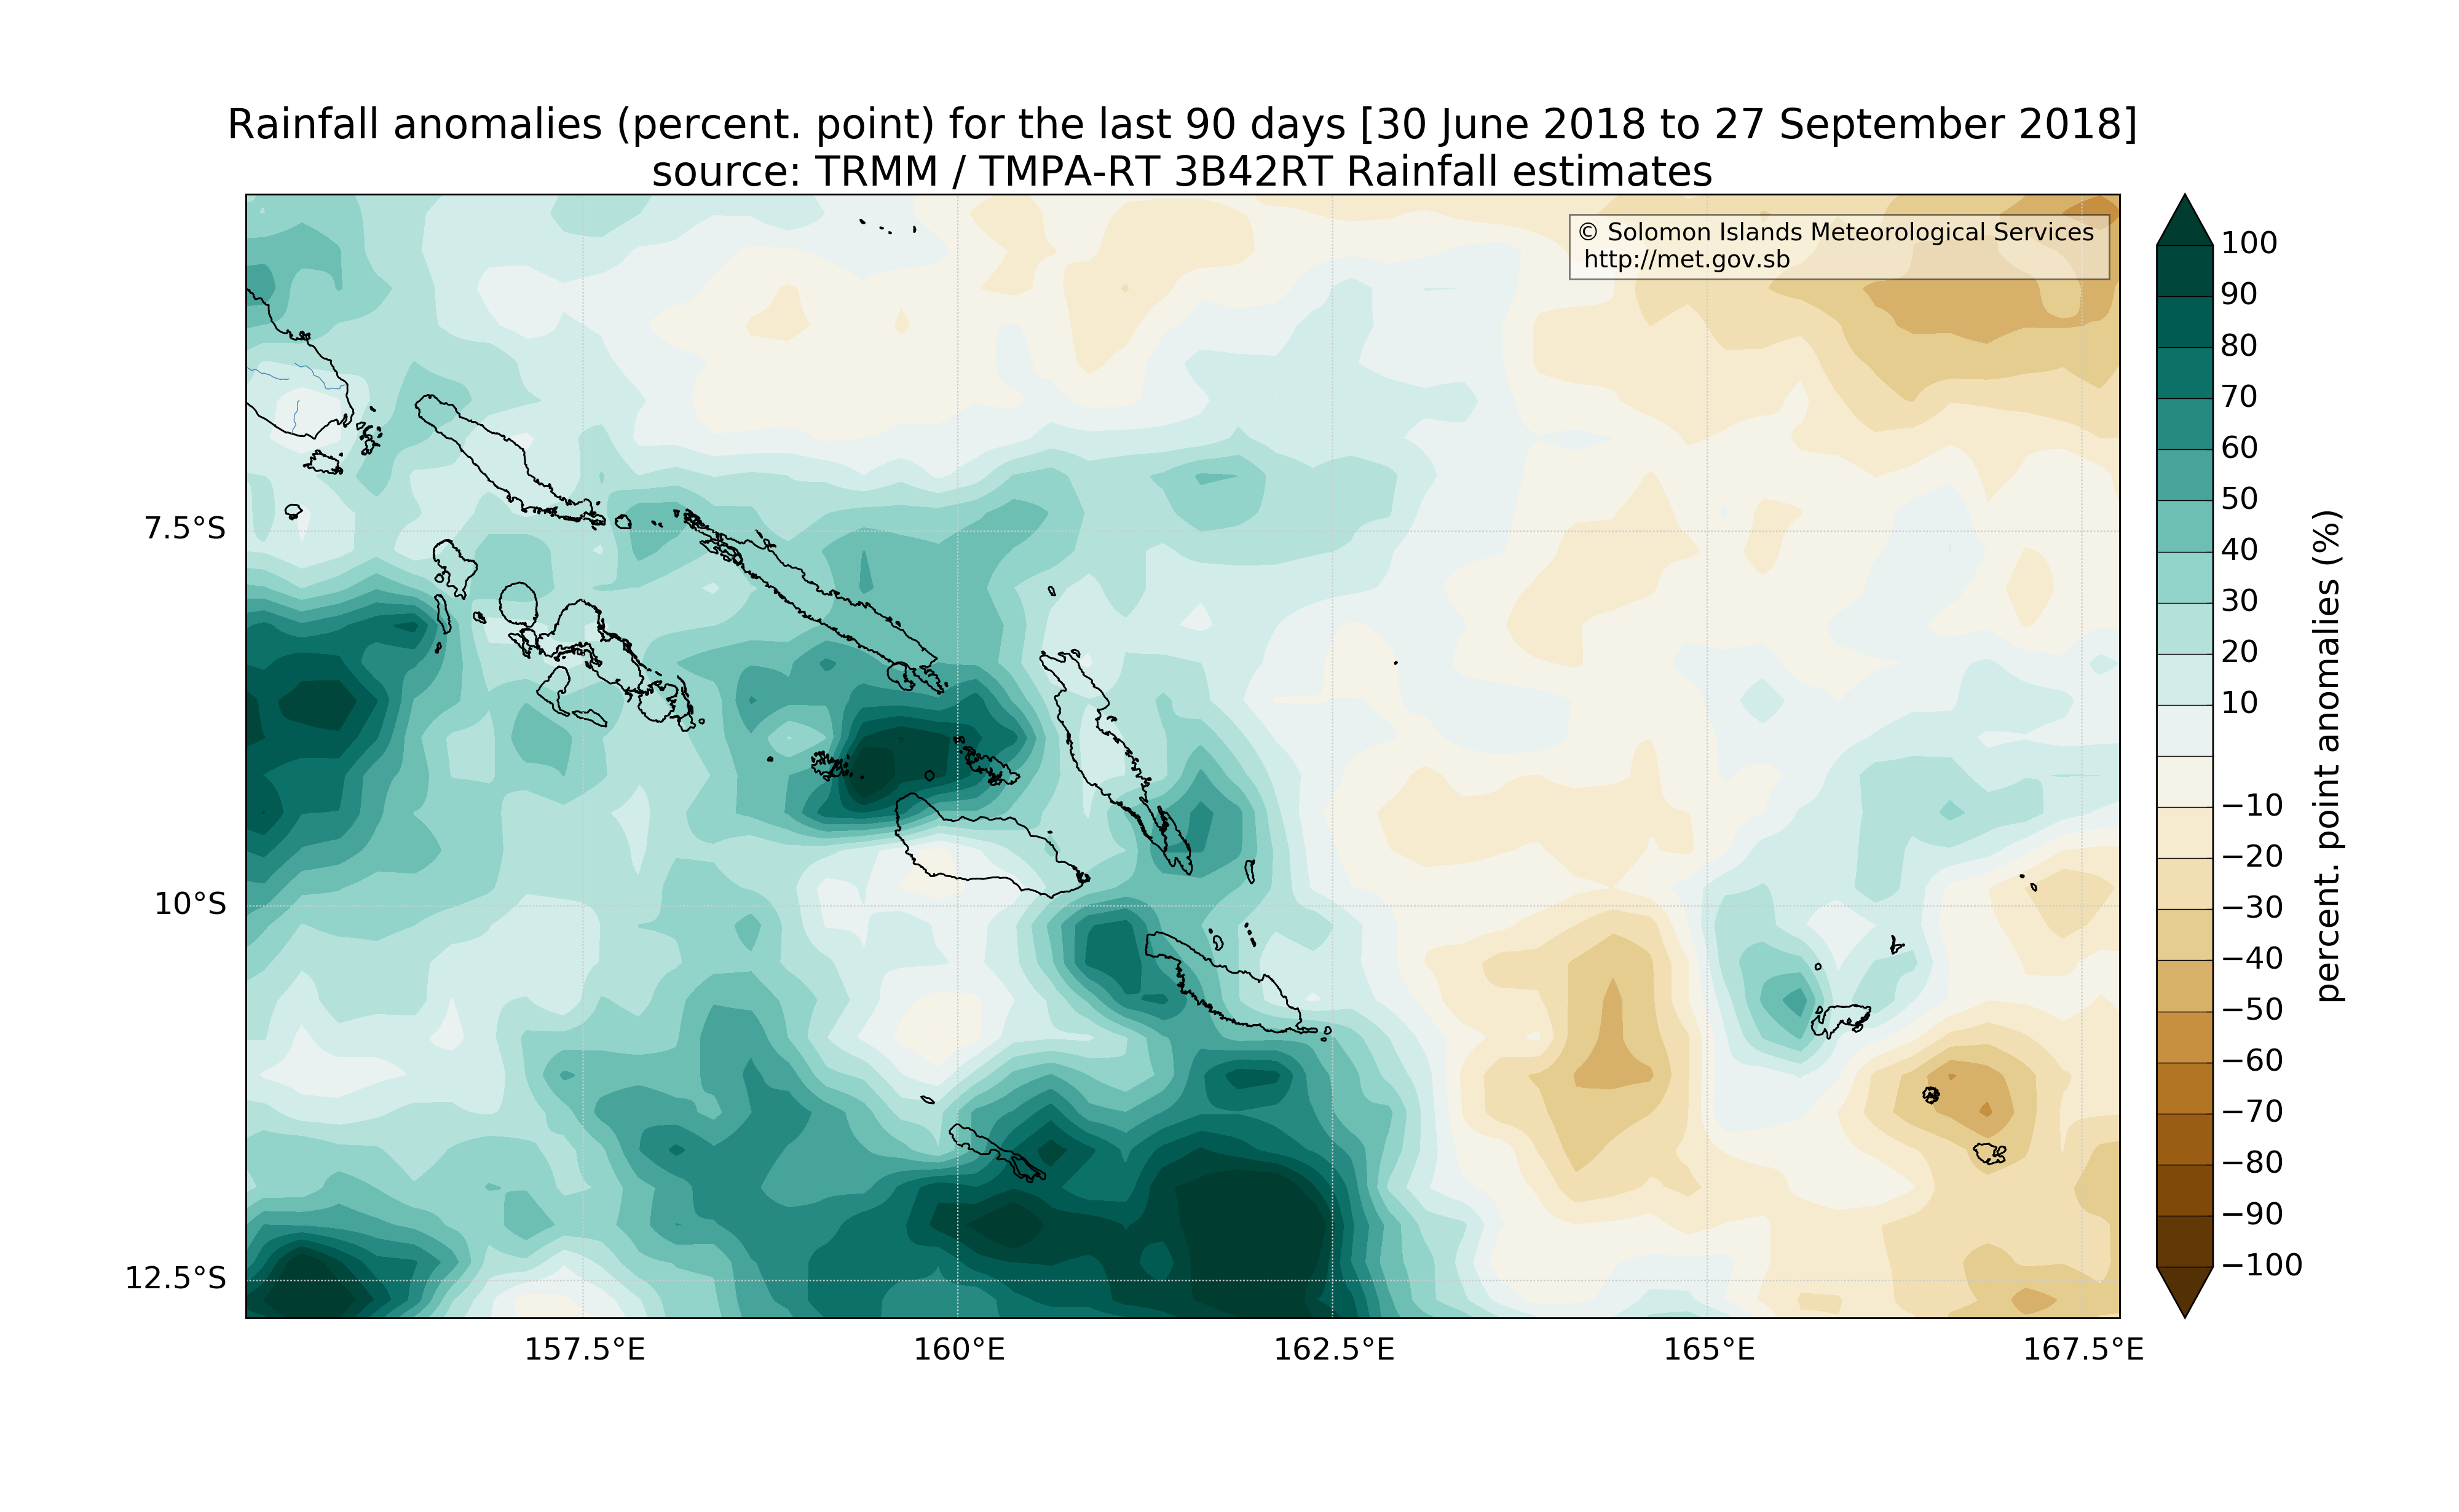 Rainfall anomalies (percent. point) for the last 90 days [30 June 2018 to 27 September 2018]
source: TRMM / TMPA-RT 3B42RT Rainfall estimates
© Solomon Islands Meteorological Services
http://met.gov.sb
7.5°S
10°S
12.5°S
157.5°E
160°E
162.5°E
165°E
167.5°E
100
90
80
70
60
50
40
30
20
10
−10
−20
−30
−40
−50
−60
−70
−80
−90
−100
percent. point anomalies (%)